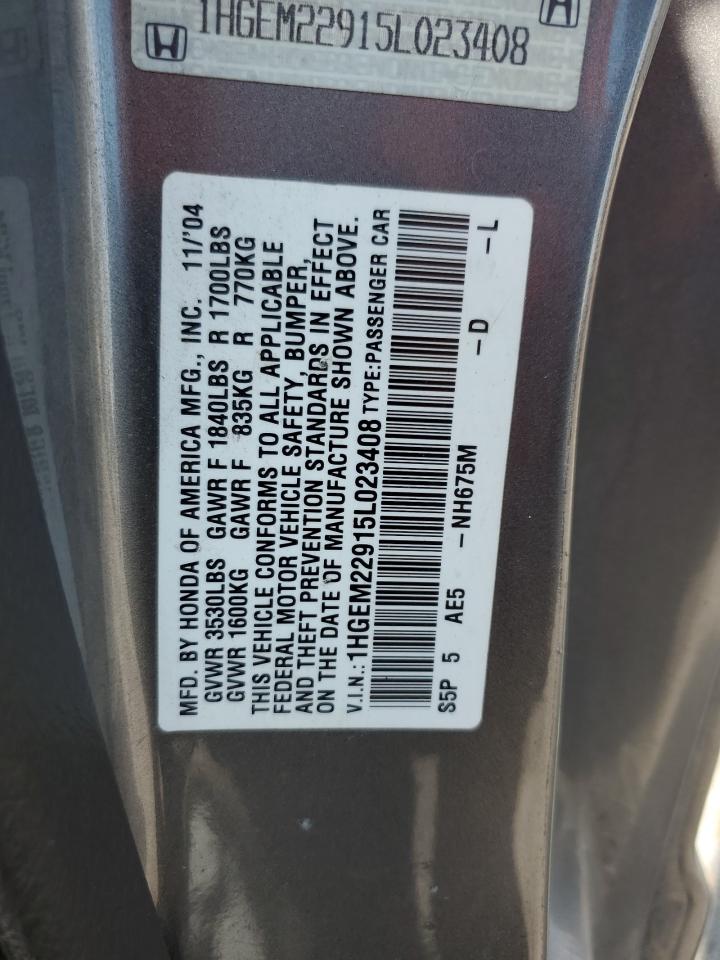 1HGEM22915L023408
MFD. BY HONDA OF AMERICA MFG., INC. 11/'04
GVWR 3530LBS GAWR F 1840LBS R 1700LBS
GVWR 1600KG GAWR F 835KG R 770KG
THIS VEHICLE CONFORMS TO ALL APPLICABLE
FEDERAL MOTOR VEHICLE SAFETY, BUMPER,
AND THEFT PREVENTION STANDARDS IN EFFECT
ON THE DATE OF MANUFACTURE SHOWN ABOVE.
V.I.N.:1HGEM22915L023408 TYPE:PASSENGER CAR
S5P 5 AE5 -NH675M -D -L